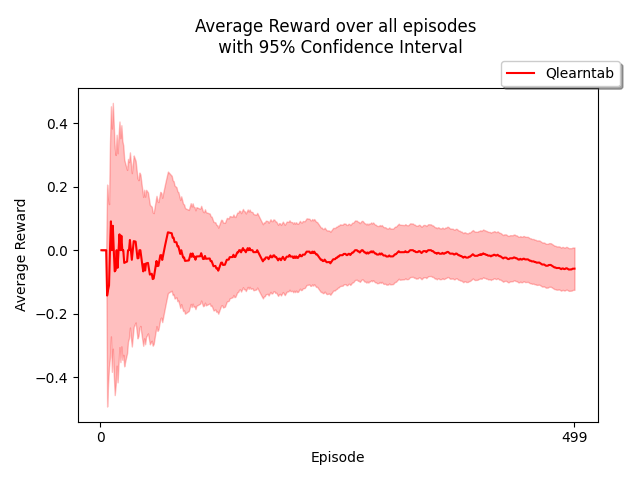 Average Reward over all episodes
with 95% Confidence Interval
Qlearntab
0.4
0.2
0.0
−0.2
−0.4
Average Reward
0
499
Episode